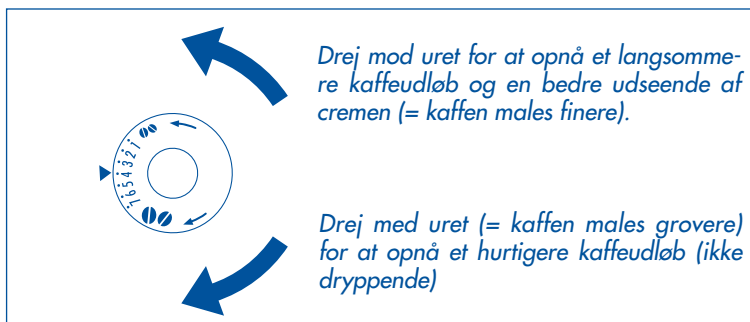 Drej mod uret for at opnå et langsomme-
re kaffeudløb og en bedre udseende af
cremen (= kaffen males finere).
7654321
Drej med uret (= kaffen males grovere)
for at opnå et hurtigere kaffeudløb (ikke
dryppende)